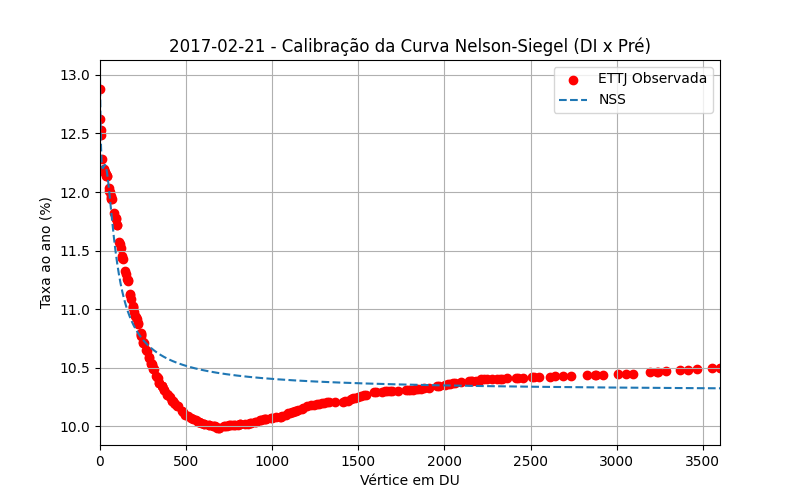 2017-02-21 - Calibração da Curva Nelson-Siegel (DI x Pré)
ETTJ Observada
NSS
Taxa ao ano (%)
13.0
12.5
12.0
11.5
11.0
10.5
10.0
0 500 1000 1500 2000 2500 3000 3500
Vértice em DU